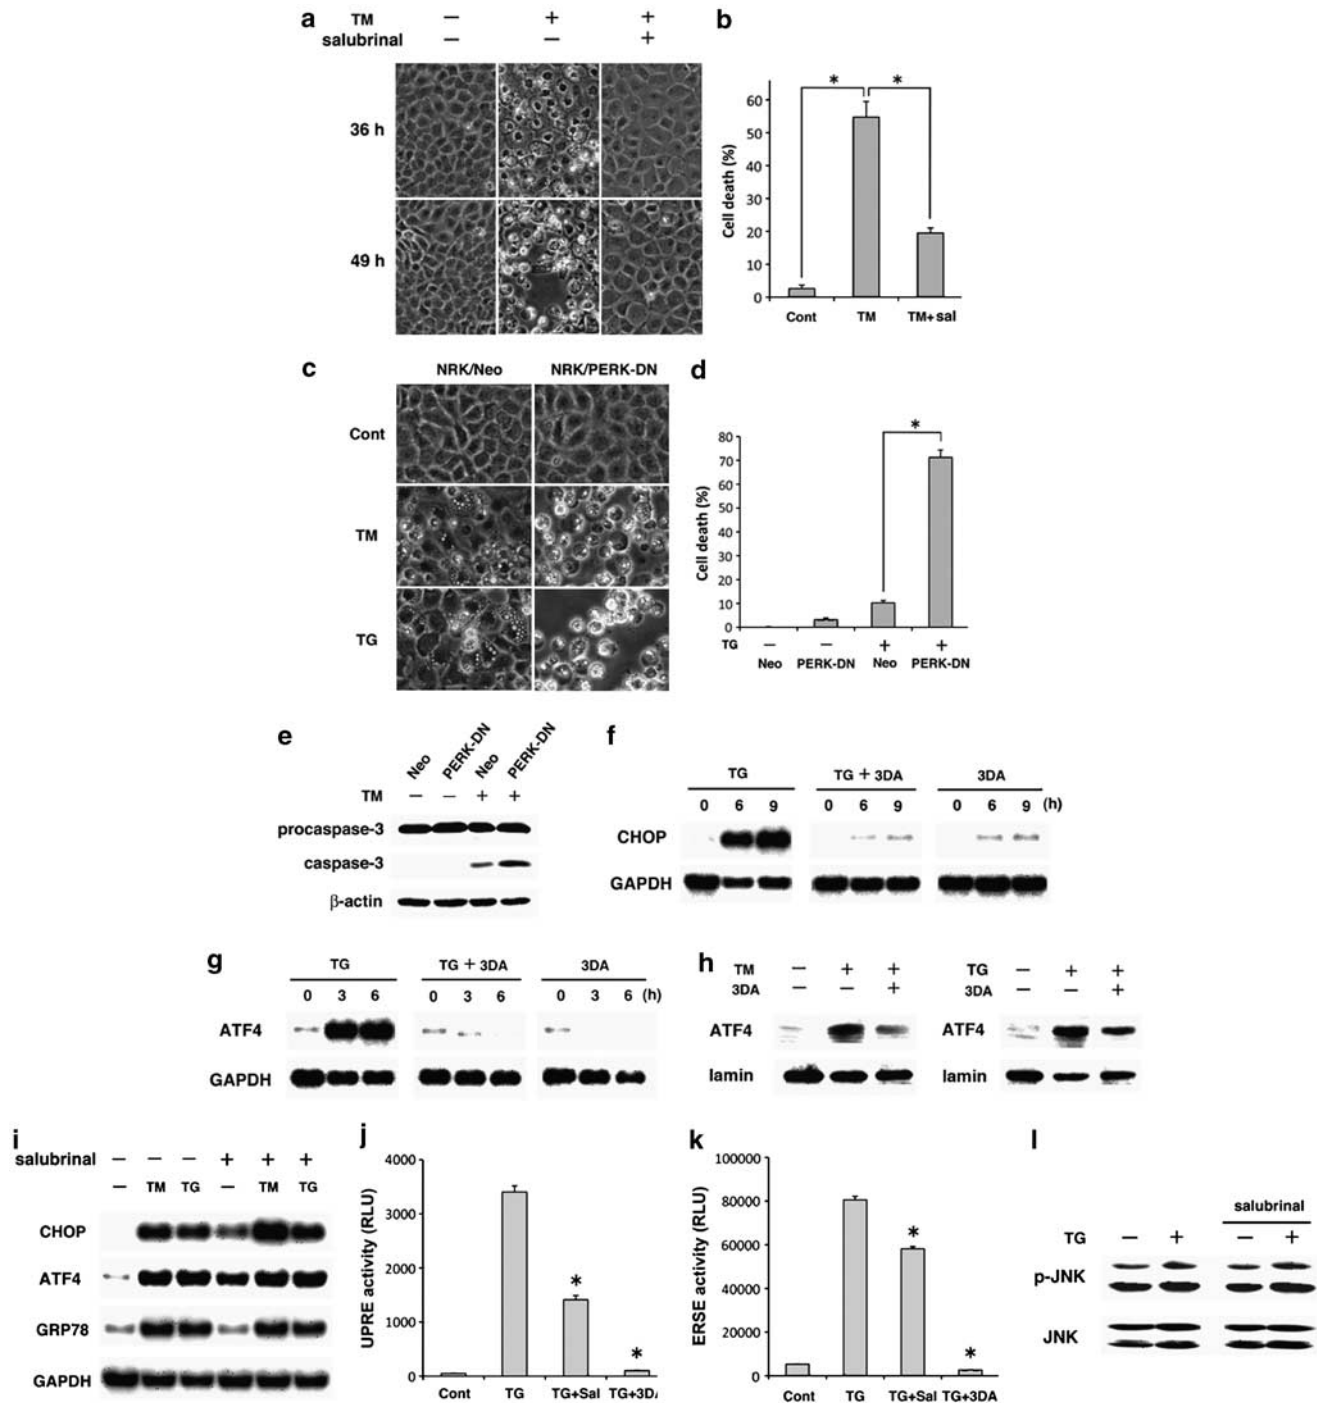 a
TM − + +
salubrinal − − +
36 h
49 h
b
Cell death (%)
60
50
40
30
20
10
0
* *
Cont TM TM+sal
c
NRK/Neo NRK/PERK-DN
Cont
TM
TG
d
Cell death (%)
80
70
60
50
40
30
20
10
0
*
TG − − + +
Neo PERK-DN Neo PERK-DN
e
Neo PERK-DN Neo PERK-DN
TM − − + +
procaspase-3
caspase-3
β-actin
f
TG TG + 3DA 3DA
0 6 9 0 6 9 0 6 9 (h)
CHOP
GAPDH
g
TG TG + 3DA 3DA
0 3 6 0 3 6 0 3 6 (h)
ATF4
GAPDH
h
TM − + +
3DA − − +
ATF4
lamin
TG − + +
3DA − − +
ATF4
lamin
i
salubrinal − − − + + +
− TM TG − TM TG
CHOP
ATF4
GRP78
GAPDH
j
UPRE activity (RLU)
4000
3000
2000
1000
0
* *
Cont TG TG+Sal TG+3DA
k
ERSE activity (RLU)
100000
80000
60000
40000
20000
0
* *
Cont TG TG+Sal TG+3DA
l
salubrinal
TG − + − +
p-JNK
JNK